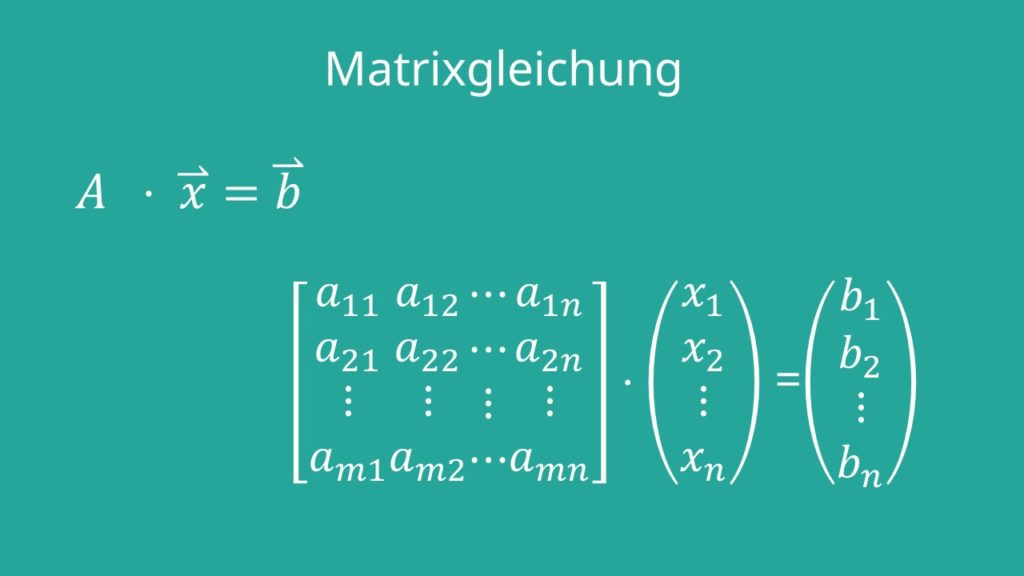 Matrixgleichung
A · x⃗ = b⃗
[a₁₁ a₁₂ ⋯ a₁ₙ] (x₁) (b₁)
[a₂₁ a₂₂ ⋯ a₂ₙ] (x₂) (b₂)
[⋮ ⋮ ⋮ ⋮] · (⋮) = (⋮)
[aₘ₁ aₘ₂ ⋯ aₘₙ] (xₙ) (bₙ)